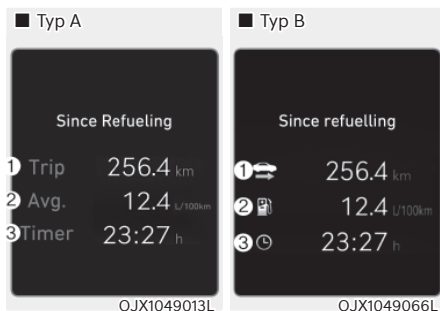 ■ Typ A
Since Refueling
1 Trip 256.4 km
2 Avg. 12.4 L/100km
3 Timer 23:27 h
OJX1049013L
■ Typ B
Since refuelling
1 256.4 km
2 12.4 L/100km
3 23:27 h
OJX1049066L